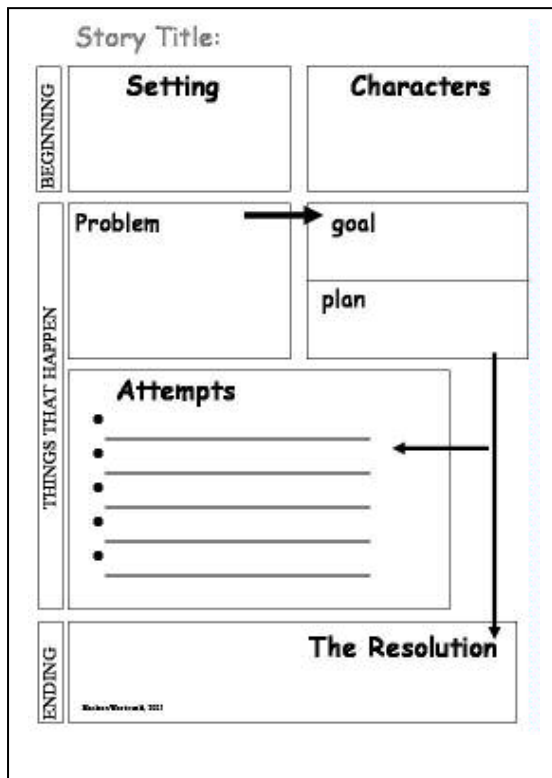 Story Title:
BEGINNING
Setting
Characters
THINGS THAT HAPPEN
Problem
goal
plan
Attempts
ENDING
The Resolution